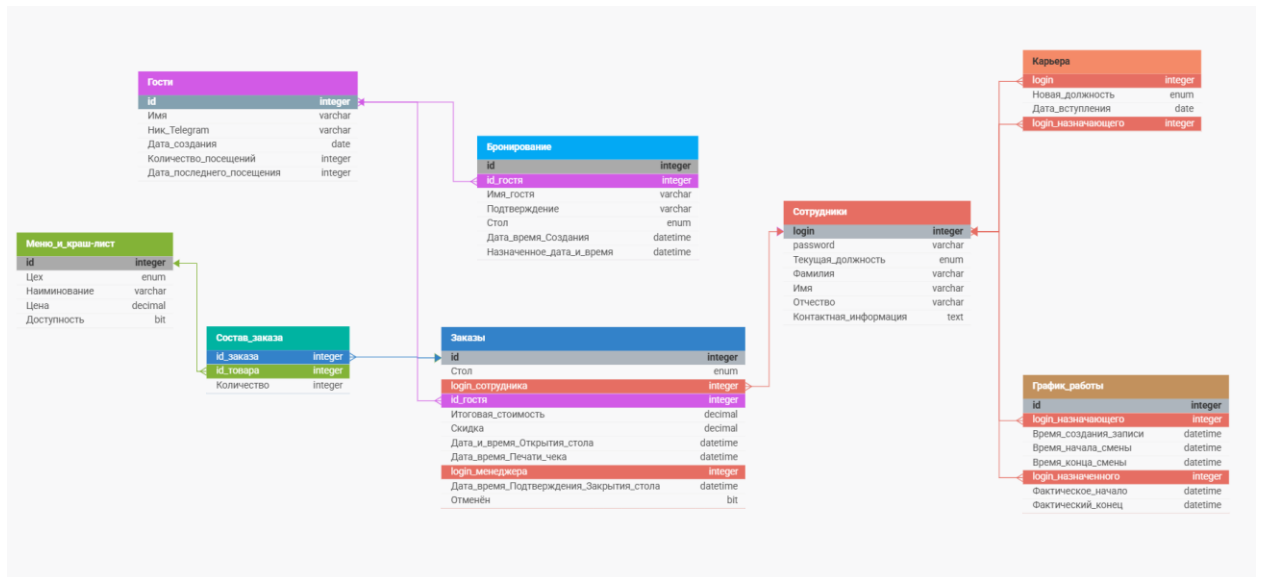 Гости
id integer
Имя varchar
Ник_Telegram varchar
Дата_создания date
Количество_посещений integer
Дата_последнего_посещения integer
Бронирование
id integer
id_гостя integer
Имя_гостя varchar
Подтверждение varchar
Стол enum
Дата_время_Создания datetime
Назначенное_дата_и_время datetime
Карьера
login integer
Новая_должность enum
Дата_вступления date
login_назначающего integer
Сотрудники
login integer
password varchar
Текущая_должность enum
Фамилия varchar
Имя varchar
Отчество varchar
Контактная_информация text
Меню_и_краш-лист
id integer
Цех enum
Наиминование varchar
Цена decimal
Доступность bit
Состав_заказа
id_заказа integer
id_товара integer
Количество integer
Заказы
id integer
Стол enum
login_сотрудника integer
id_гостя integer
Итоговая_стоимость decimal
Скидка decimal
Дата_и_время_Открытия_стола datetime
Дата_время_Печати_чека datetime
login_менеджера integer
Дата_время_Подтверждения_Закрытия_стола datetime
Отменён bit
График_работы
id integer
login_назначающего integer
Время_создания_записи datetime
Время_начала_смены datetime
Время_конца_смены datetime
login_назначенного integer
Фактическое_начало datetime
Фактический_конец datetime